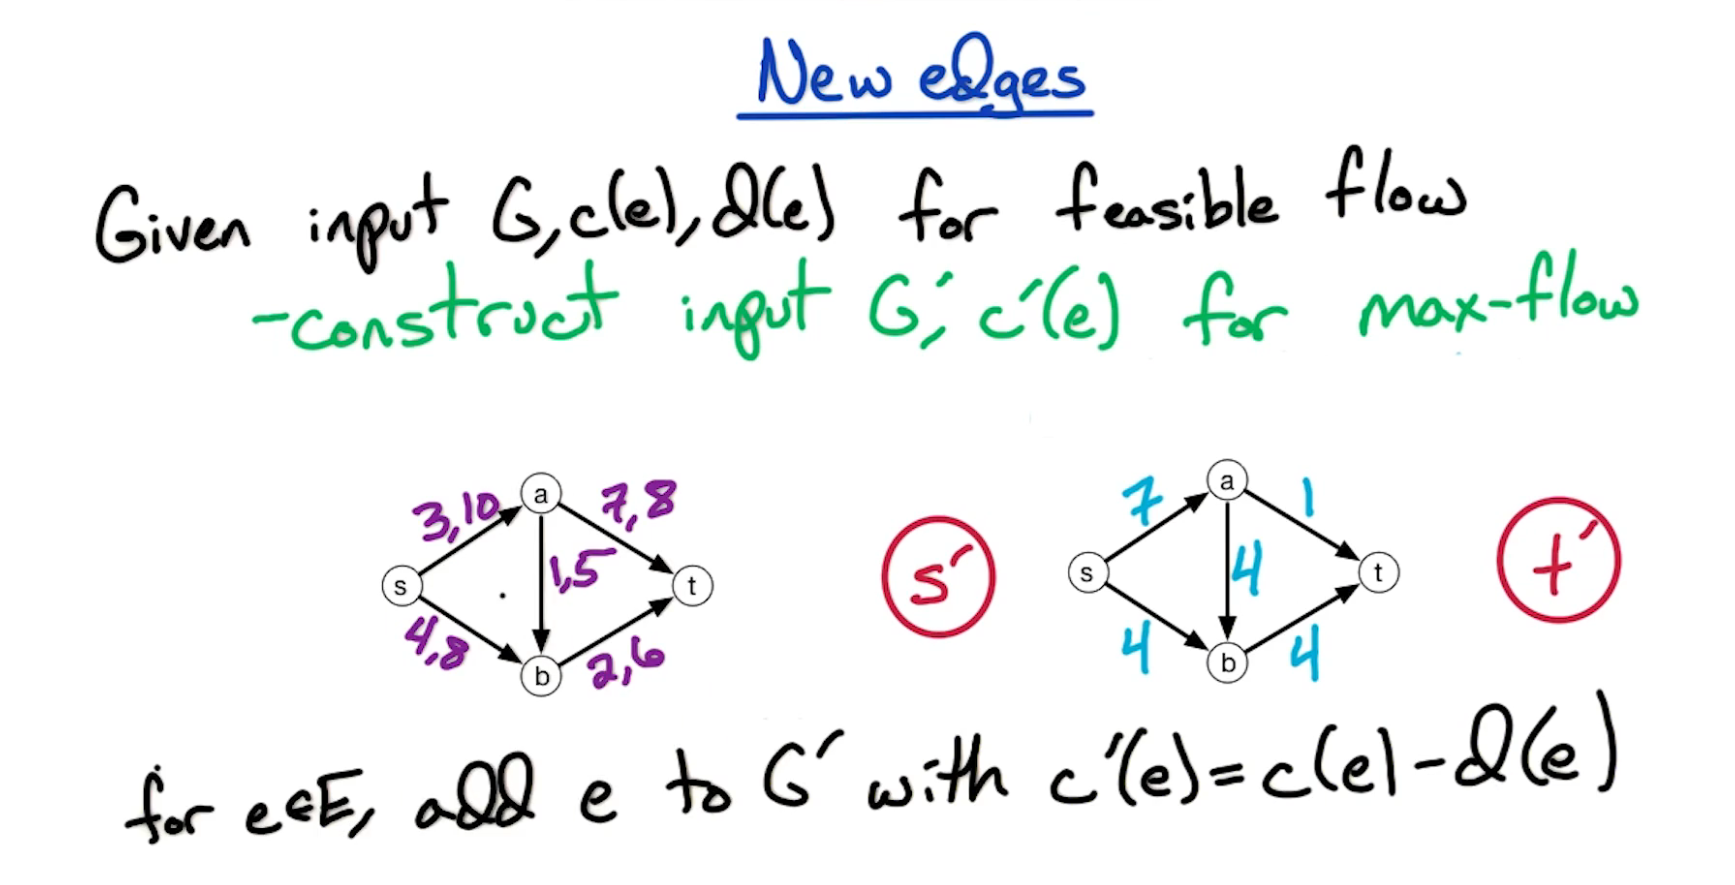 New edges
Given input G, c(e), d(e) for feasible flow
-construct input G', c'(e) for max-flow
a
3,10
7,8
s
1,5
t
4,8
b
2,6
s'
a
7
1
s
4
t
4
b
4
t'
for e∈E, add e to G' with c'(e)=c(e)-d(e)